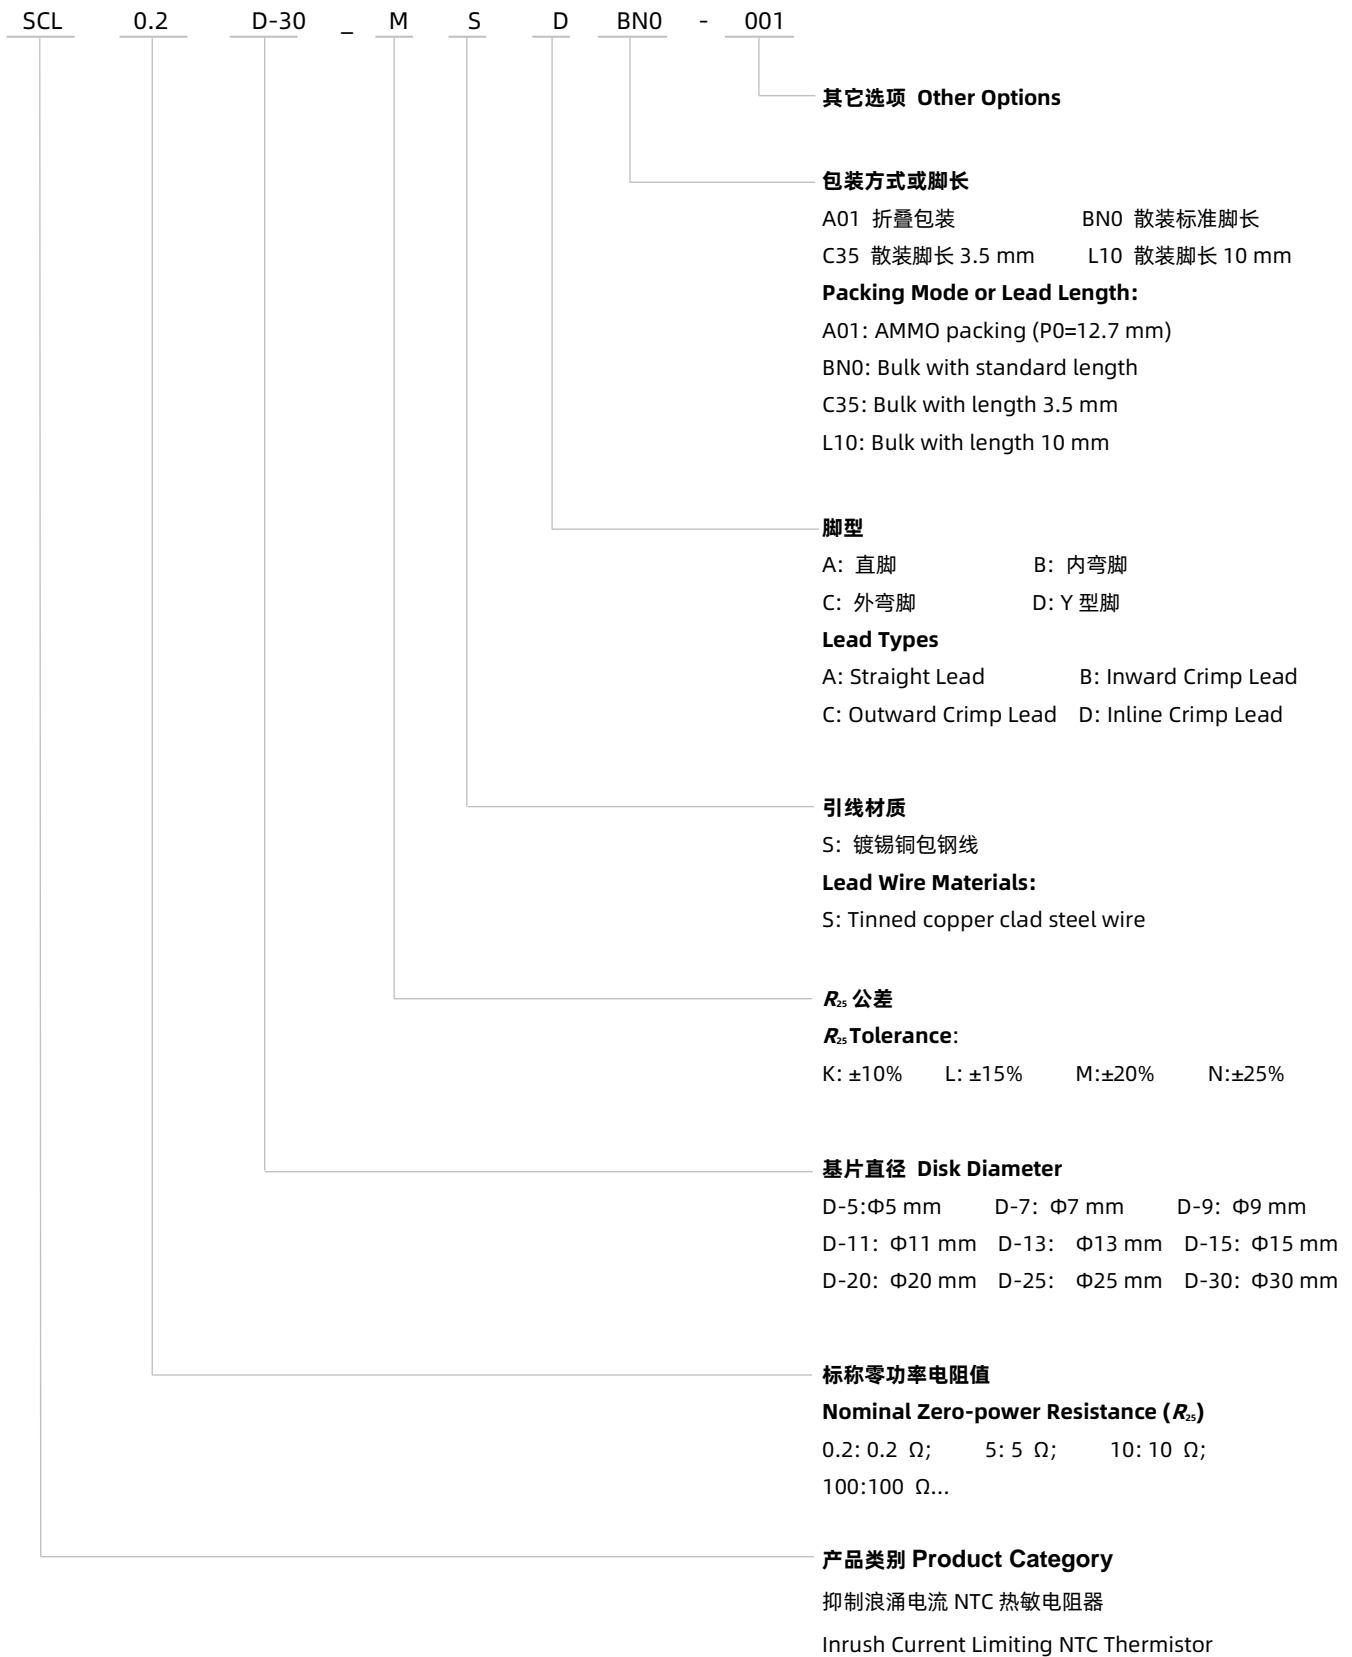 SCL 0.2 D-30 _ M S D BN0 - 001
其它选项 Other Options
包装方式或脚长
A01 折叠包装 BN0 散装标准脚长
C35 散装脚长 3.5 mm L10 散装脚长 10 mm
Packing Mode or Lead Length:
A01: AMMO packing (P0=12.7 mm)
BN0: Bulk with standard length
C35: Bulk with length 3.5 mm
L10: Bulk with length 10 mm
脚型
A: 直脚 B: 内弯脚
C: 外弯脚 D: Y 型脚
Lead Types
A: Straight Lead B: Inward Crimp Lead
C: Outward Crimp Lead D: Inline Crimp Lead
引线材质
S: 镀锡铜包钢线
Lead Wire Materials:
S: Tinned copper clad steel wire
R25 公差
R25 Tolerance:
K: ±10% L: ±15% M:±20% N:±25%
基片直径 Disk Diameter
D-5:Φ5 mm D-7: Φ7 mm D-9: Φ9 mm
D-11: Φ11 mm D-13: Φ13 mm D-15: Φ15 mm
D-20: Φ20 mm D-25: Φ25 mm D-30: Φ30 mm
标称零功率电阻值
Nominal Zero-power Resistance (R25)
0.2: 0.2 Ω; 5: 5 Ω; 10: 10 Ω;
100:100 Ω...
产品类别 Product Category
抑制浪涌电流 NTC 热敏电阻器
Inrush Current Limiting NTC Thermistor